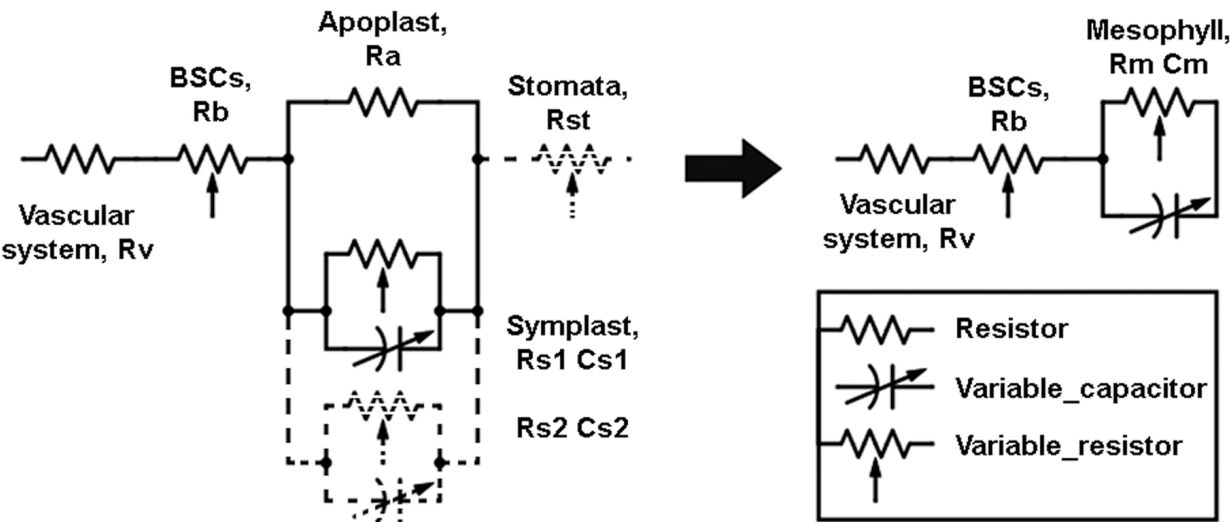 Apoplast,
Ra
BSCs,
Rb
Stomata,
Rst
Vascular
system, Rv
Symplast,
Rs1 Cs1
Rs2 Cs2
Mesophyll,
Rm Cm
BSCs,
Rb
Vascular
system, Rv
Resistor
Variable_capacitor
Variable_resistor